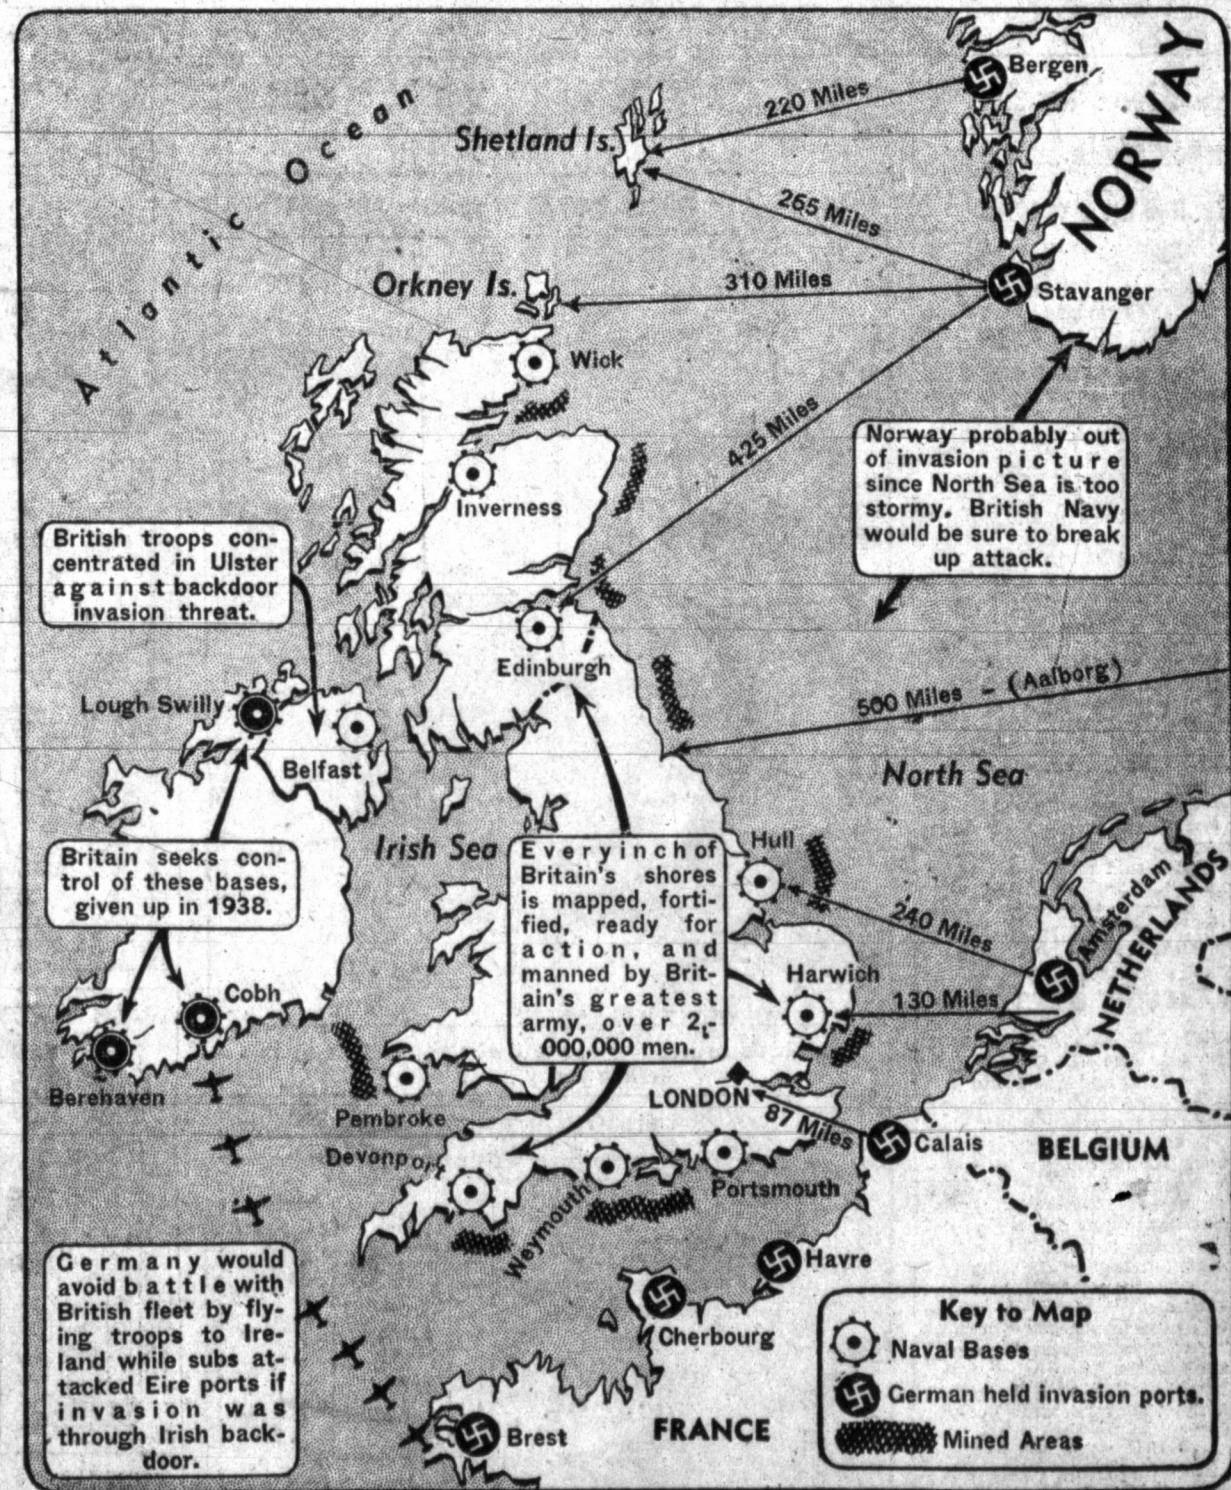 Atlantic Ocean
Bergen
220 Miles
Shetland Is.
NORWAY
265 Miles
Orkney Is.
310 Miles
Stavanger
Wick
425 Miles
Norway probably out
of invasion picture
since North Sea is too
stormy. British Navy
would be sure to break
up attack.
Inverness
British troops con-
centrated in Ulster
against backdoor
invasion threat.
Edinburgh
Lough Swilly
500 Miles - (Aalborg)
Belfast
North Sea
Irish Sea
Britain seeks con-
trol of these bases,
given up in 1938.
Every inch of
Britain's shores
is mapped, forti-
fied, ready for
action, and
manned by Brit-
ain's greatest
army, over 2,-
000,000 men.
Hull
240 Miles
Amsterdam
NETHERLANDS
Harwich
130 Miles
Cobh
Berehaven
Pembroke
LONDON
87 Miles
Calais
BELGIUM
Devonport
Weymouth
Portsmouth
Havre
Cherbourg
Germany would
avoid battle with
British fleet by fly-
ing troops to Ire-
land while subs at-
tacked Eire ports if
invasion was
through Irish back-
door.
Brest
FRANCE
Key to Map
Naval Bases
German held invasion ports.
Mined Areas